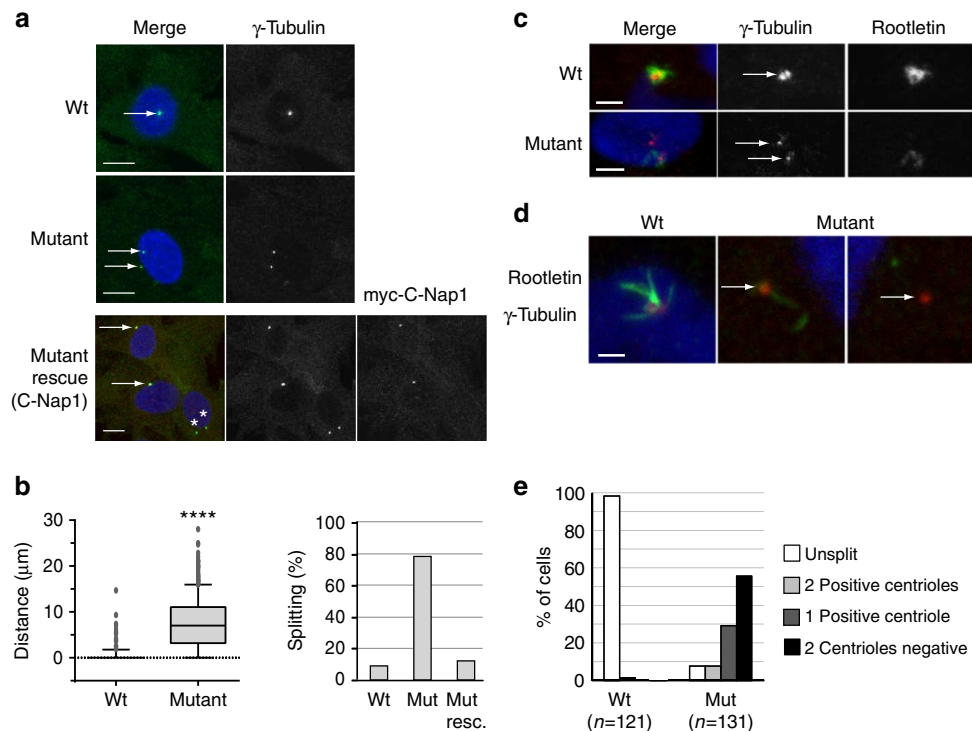 a
Merge γ-Tubulin
Wt
Mutant
myc-C-Nap1
Mutant
rescue
(C-Nap1)
* *
b
Distance (μm)
30
20
10
0
****
Wt Mutant
Splitting (%)
100
80
60
40
20
0
Wt Mut Mut
resc.
c
Merge γ-Tubulin Rootletin
Wt
Mutant
d
Wt Mutant
Rootletin
γ-Tubulin
e
% of cells
100
80
60
40
20
Wt
(n=121)
Mut
(n=131)
Unsplit
2 Positive centrioles
1 Positive centriole
2 Centrioles negative